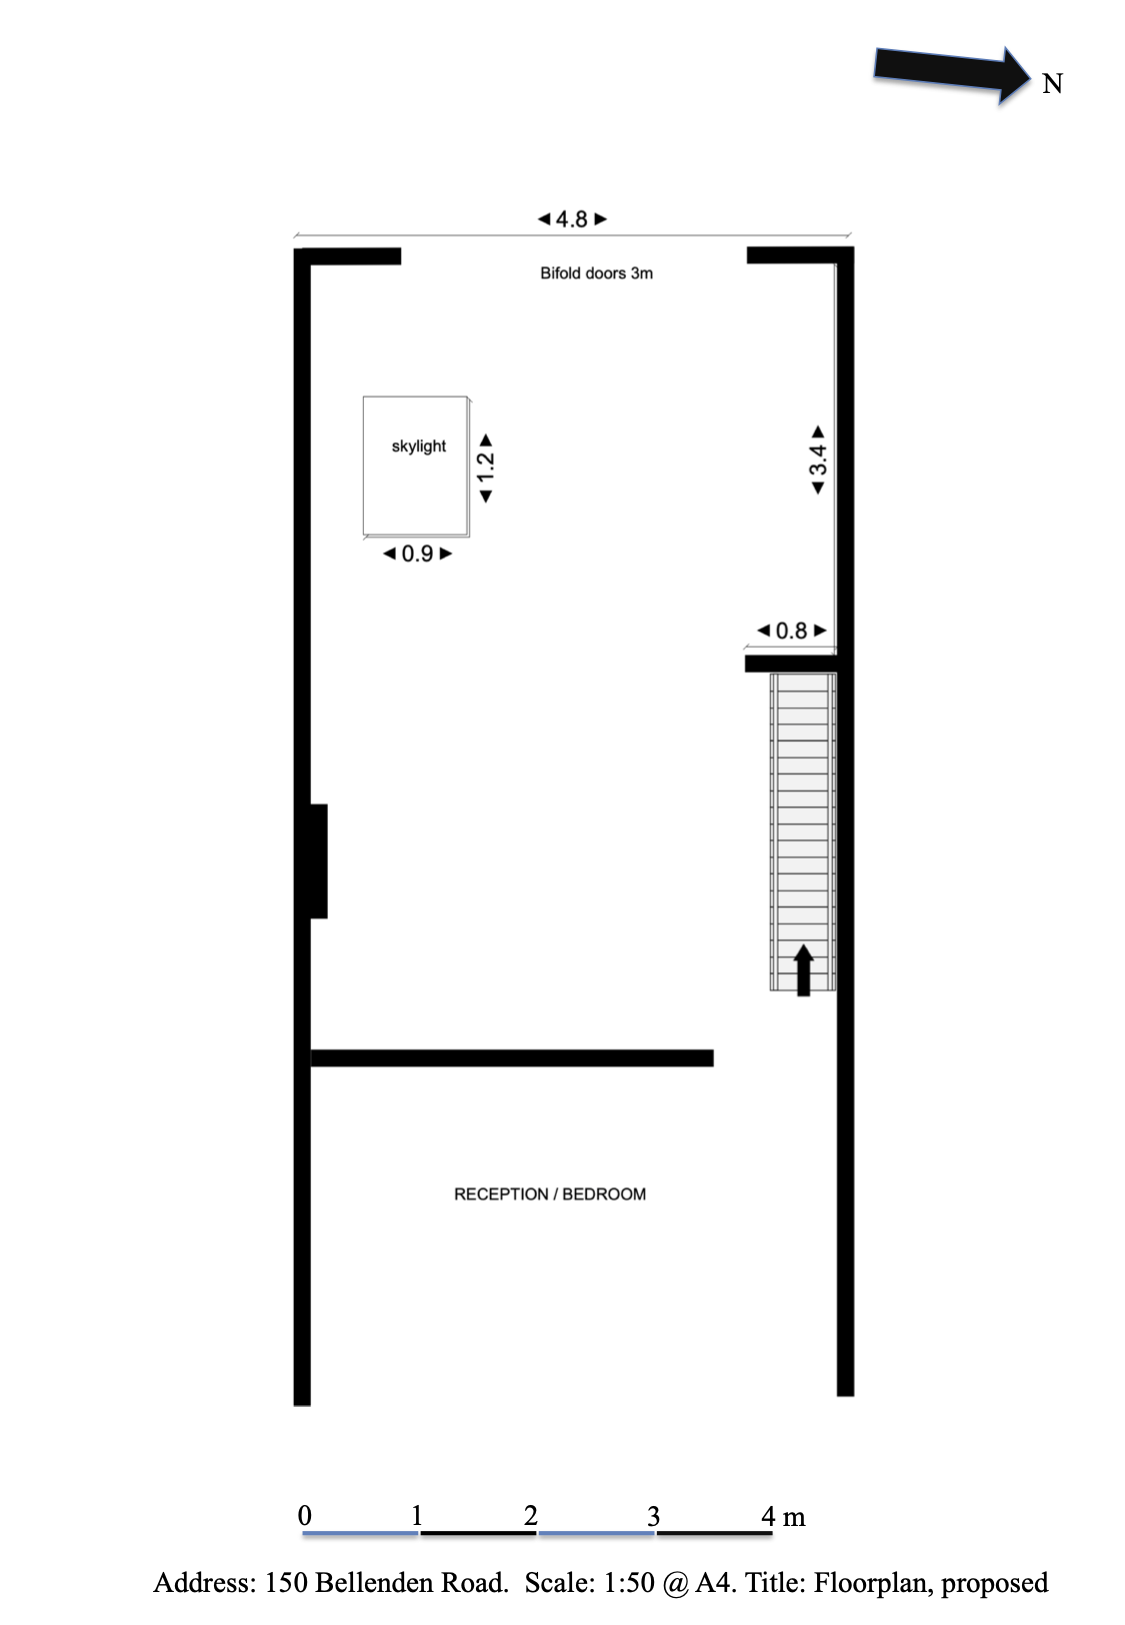 N
◄ 4.8 ►
Bifold doors 3m
skylight
◄ 1.2 ►
◄ 3.4 ►
◄ 0.9 ►
◄ 0.8 ►
RECEPTION / BEDROOM
0 1 2 3 4 m
Address: 150 Bellenden Road. Scale: 1:50 @ A4. Title: Floorplan, proposed